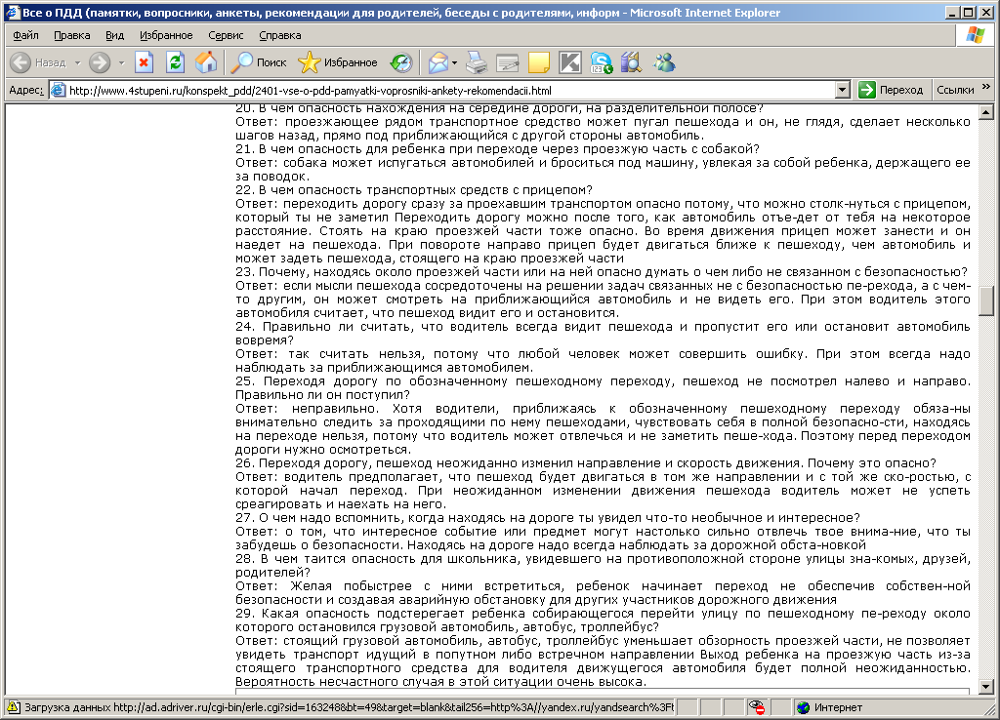 Все о ПДД (памятки, вопросники, анкеты, рекомендации для родителей, беседы с родителями, информ - Microsoft Internet Explorer
Файл Правка Вид Избранное Сервис Справка
Назад Поиск Избранное
Адрес: http://www.4stupeni.ru/konspekt_pdd/2401-vse-o-pdd-pamyatki-voprosniki-ankety-rekomendacii.html Переход Ссылки »
20. В чем опасность нахождения на середине дороги, на разделительной полосе?
Ответ: проезжающее рядом транспортное средство может пугал пешехода и он, не глядя, сделает несколько
шагов назад, прямо под приближающийся с другой стороны автомобиль.
21. В чем опасность для ребенка при переходе через проезжую часть с собакой?
Ответ: собака может испугаться автомобилей и броситься под машину, увлекая за собой ребенка, держащего ее
за поводок.
22. В чем опасность транспортных средств с прицепом?
Ответ: переходить дорогу сразу за проехавшим транспортом опасно потому, что можно столк-нуться с прицепом,
который ты не заметил Переходить дорогу можно после того, как автомобиль отъе-дет от тебя на некоторое
расстояние. Стоять на краю проезжей части тоже опасно. Во время движения прицеп может занести и он
наедет на пешехода. При повороте направо прицеп будет двигаться ближе к пешеходу, чем автомобиль и
может задеть пешехода, стоящего на краю проезжей части
23. Почему, находясь около проезжей части или на ней опасно думать о чем либо не связанном с безопасностью?
Ответ: если мысли пешехода сосредоточены на решении задач связанных не с безопасностью пе-рехода, а с чем-
то другим, он может смотреть на приближающийся автомобиль и не видеть его. При этом водитель этого
автомобиля считает, что пешеход видит его и остановится.
24. Правильно ли считать, что водитель всегда видит пешехода и пропустит его или остановит автомобиль
вовремя?
Ответ: так считать нельзя, потому что любой человек может совершить ошибку. При этом всегда надо
наблюдать за приближающимся автомобилем.
25. Переходя дорогу по обозначенному пешеходному переходу, пешеход не посмотрел налево и направо.
Правильно ли он поступил?
Ответ: неправильно. Хотя водители, приближаясь к обозначенному пешеходному переходу обяза-ны
внимательно следить за проходящими по нему пешеходами, чувствовать себя в полной безопасно-сти, находясь
на переходе нельзя, потому что водитель может отвлечься и не заметить пеше-хода. Поэтому перед переходом
дороги нужно осмотреться.
26. Переходя дорогу, пешеход неожиданно изменил направление и скорость движения. Почему это опасно?
Ответ: водитель предполагает, что пешеход будет двигаться в том же направлении и с той же ско-ростью, с
которой начал переход. При неожиданном изменении движения пешехода водитель может не успеть
среагировать и наехать на него.
27. О чем надо вспомнить, когда находясь на дороге ты увидел что-то необычное и интересное?
Ответ: о том, что интересное событие или предмет могут настолько сильно отвлечь твое внима-ние, что ты
забудешь о безопасности. Находясь на дороге надо всегда наблюдать за дорожной обста-новкой
28. В чем таится опасность для школьника, увидевшего на противоположной стороне улицы зна-комых, друзей,
родителей?
Ответ: Желая побыстрее с ними встретиться, ребенок начинает переход не обеспечив собствен-ной
безопасности и создавая аварийную обстановку для других участников дорожного движения
29. Какая опасность подстерегает ребенка собирающегося перейти улицу по пешеходному пе-реходу около
которого остановился грузовой автомобиль, автобус, троллейбус?
Ответ: стоящий грузовой автомобиль, автобус, троллейбус уменьшает обзорность проезжей части, не позволяет
увидеть транспорт идущий в попутном либо встречном направлении Выход ребенка на проезжую часть из-за
стоящего транспортного средства для водителя движущегося автомобиля будет полной неожиданностью.
Вероятность несчастного случая в этой ситуации очень высока.
Загрузка данных http://ad.adriver.ru/cgi-bin/erle.cgi?sid=163248&bt=49&target=blank&tail256=http%3A//yandex.ru/yandsearch%3Ft Интернет